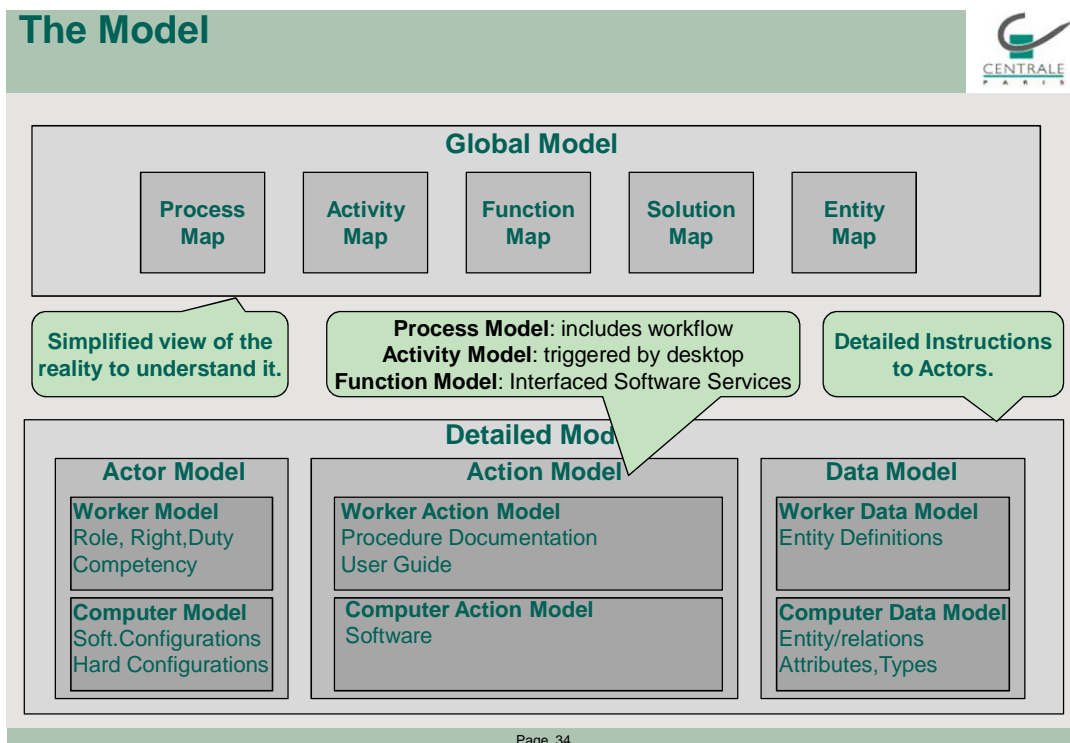 The Model
CENTRALE
PARIS
Global Model
Process
Map
Activity
Map
Function
Map
Solution
Map
Entity
Map
Simplified view of the
reality to understand it.
Process Model: includes workflow
Activity Model: triggered by desktop
Function Model: Interfaced Software Services
Detailed Instructions
to Actors.
Detailed Mod
Actor Model
Worker Model
Role, Right,Duty
Competency
Computer Model
Soft.Configurations
Hard Configurations
Action Model
Worker Action Model
Procedure Documentation
User Guide
Computer Action Model
Software
Data Model
Worker Data Model
Entity Definitions
Computer Data Model
Entity/relations
Attributes,Types
Page 34